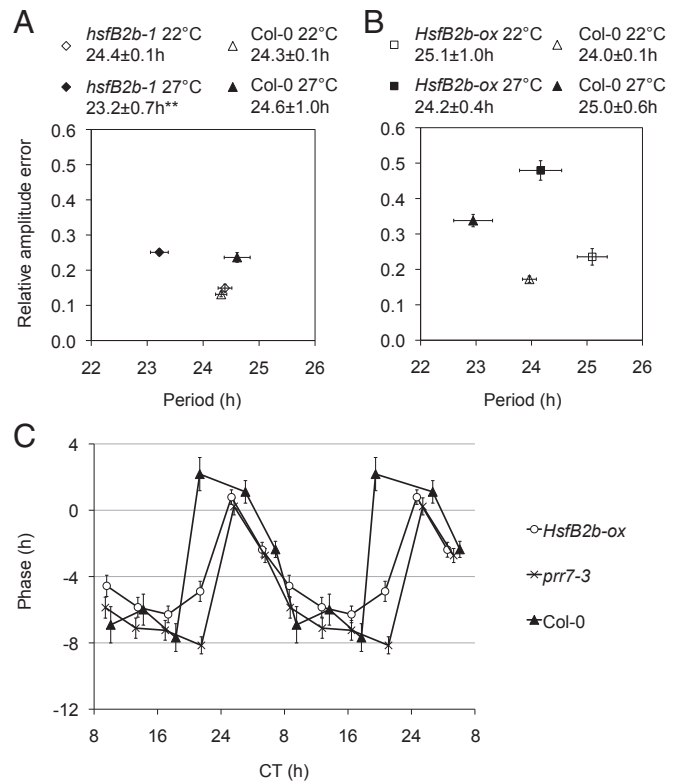 A
hsfB2b-1 22°C
24.4±0.1h
Col-0 22°C
24.3±0.1h
hsfB2b-1 27°C
23.2±0.7h**
Col-0 27°C
24.6±1.0h
Relative amplitude error
0.6
0.5
0.4
0.3
0.2
0.1
0.0
22 23 24 25 26
Period (h)
B
HsfB2b-ox 22°C
25.1±1.0h
Col-0 22°C
24.0±0.1h
HsfB2b-ox 27°C
24.2±0.4h
Col-0 27°C
25.0±0.6h
0.6
0.5
0.4
0.3
0.2
0.1
0.0
22 23 24 25 26
Period (h)
C
Phase (h)
4
0
-4
-8
-12
8 16 24 8 16 24 8
CT (h)
HsfB2b-ox
prr7-3
Col-0